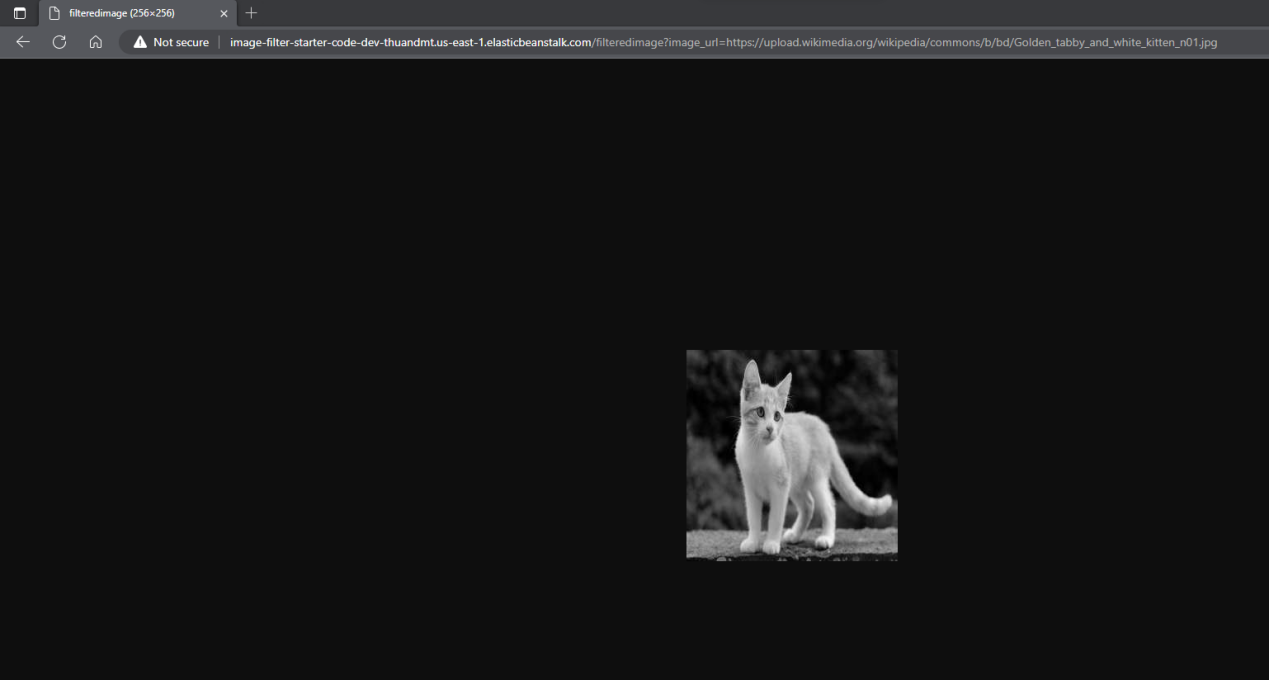 filteredimage (256×256)
Not secure
image-filter-starter-code-dev-thuandmt.us-east-1.elasticbeanstalk.com/filteredimage?image_url=https://upload.wikimedia.org/wikipedia/commons/b/bd/Golden_tabby_and_white_kitten_n01.jpg